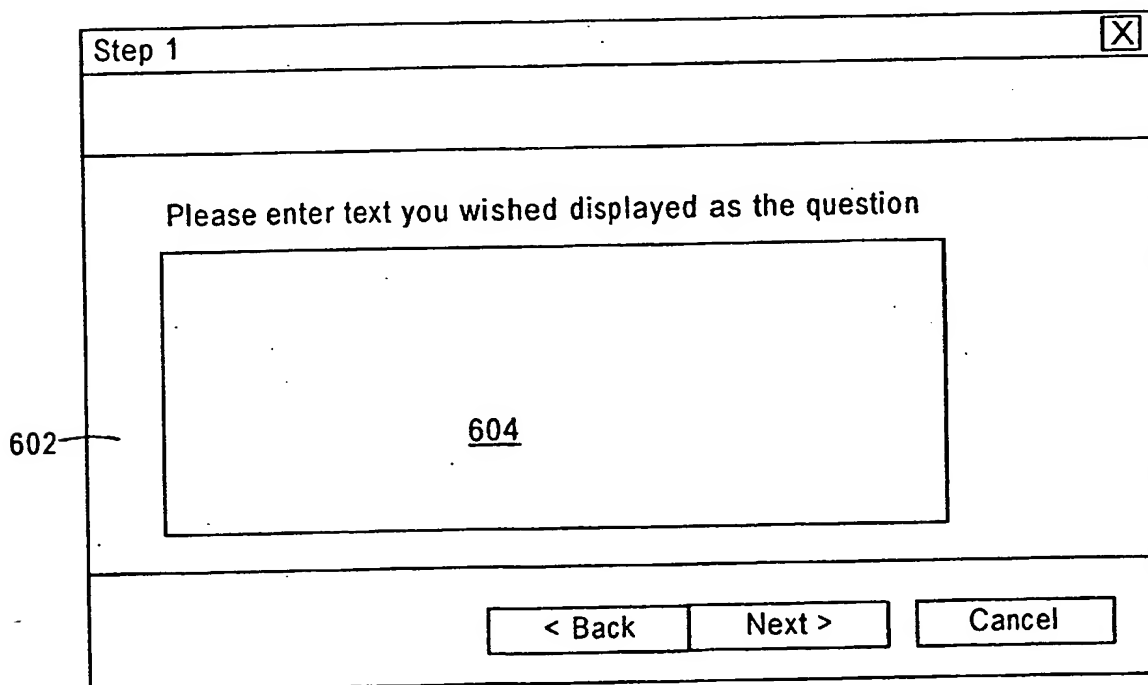 Step 1 X
Please enter text you wished displayed as the question
604
602
< Back Next > Cancel